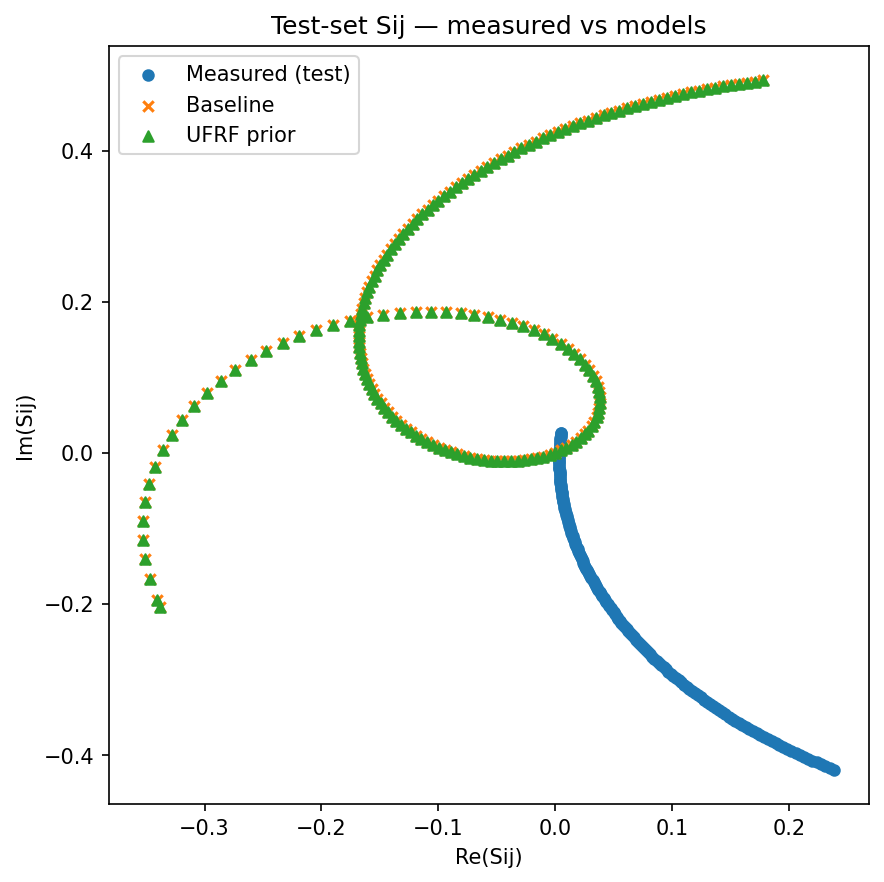 Test-set Sij — measured vs models
Measured (test)
Baseline
UFRF prior
Im(Sij)
0.4
0.2
0.0
−0.2
−0.4
−0.3 −0.2 −0.1 0.0 0.1 0.2
Re(Sij)